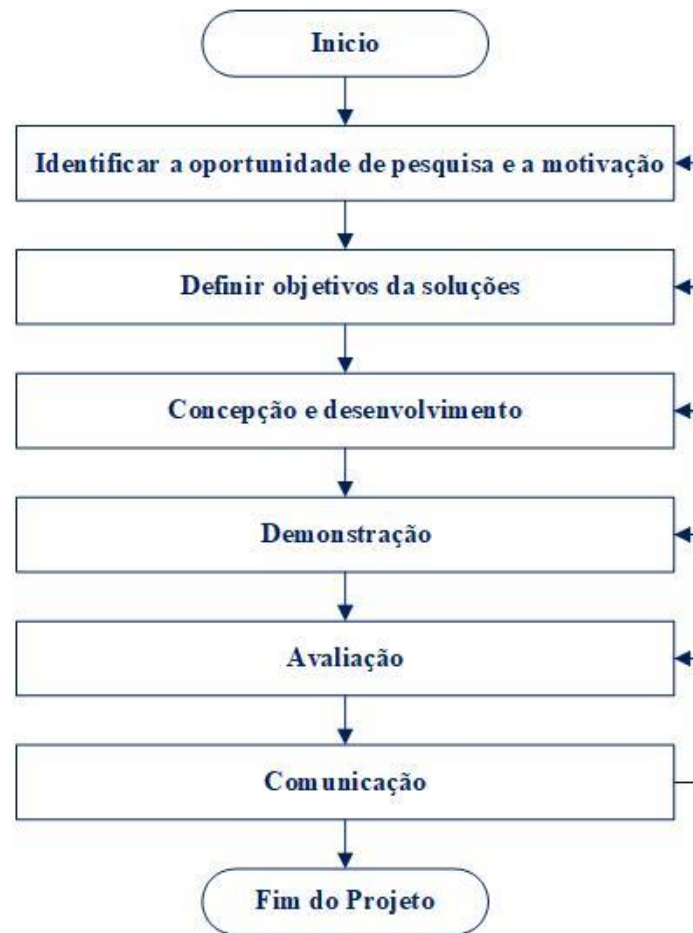 Inicio
Identificar a oportunidade de pesquisa e a motivação
Definir objetivos da soluções
Concepção e desenvolvimento
Demonstração
Avaliação
Comunicação
Fim do Projeto